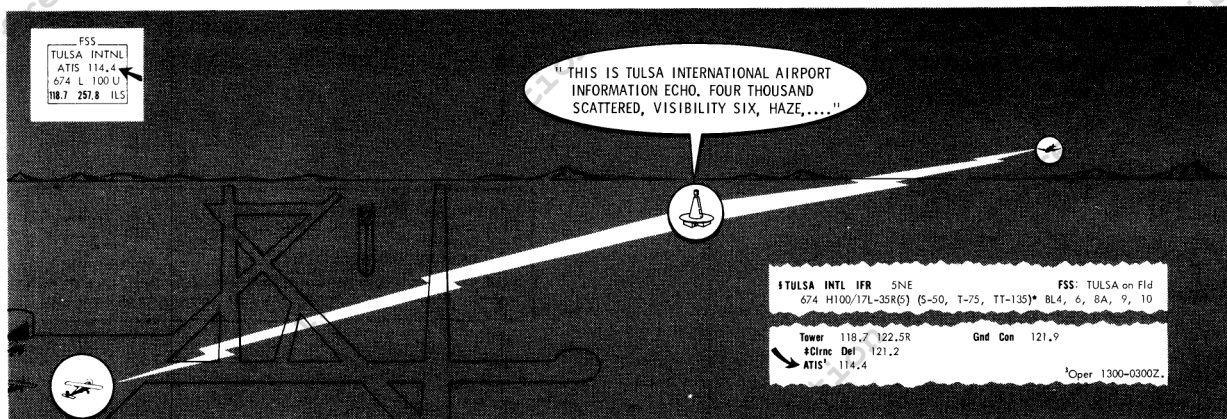 FSS
TULSA INTNL
ATIS 114.4
674 L 100 U
118.7 257.8 ILS
" THIS IS TULSA INTERNATIONAL AIRPORT
INFORMATION ECHO. FOUR THOUSAND
SCATTERED, VISIBILITY SIX, HAZE,...."
TULSA INTL IFR 5NE FSS: TULSA on Fld
674 H100/17L-35R(5) (S-50, T-75, TT-135)* BL4, 6, 8A, 9, 10
Tower 118.7 122.5R Gnd Con 121.9
‡Clrnc Del 121.2
ATIS¹ 114.4
¹Oper 1300-0300Z.